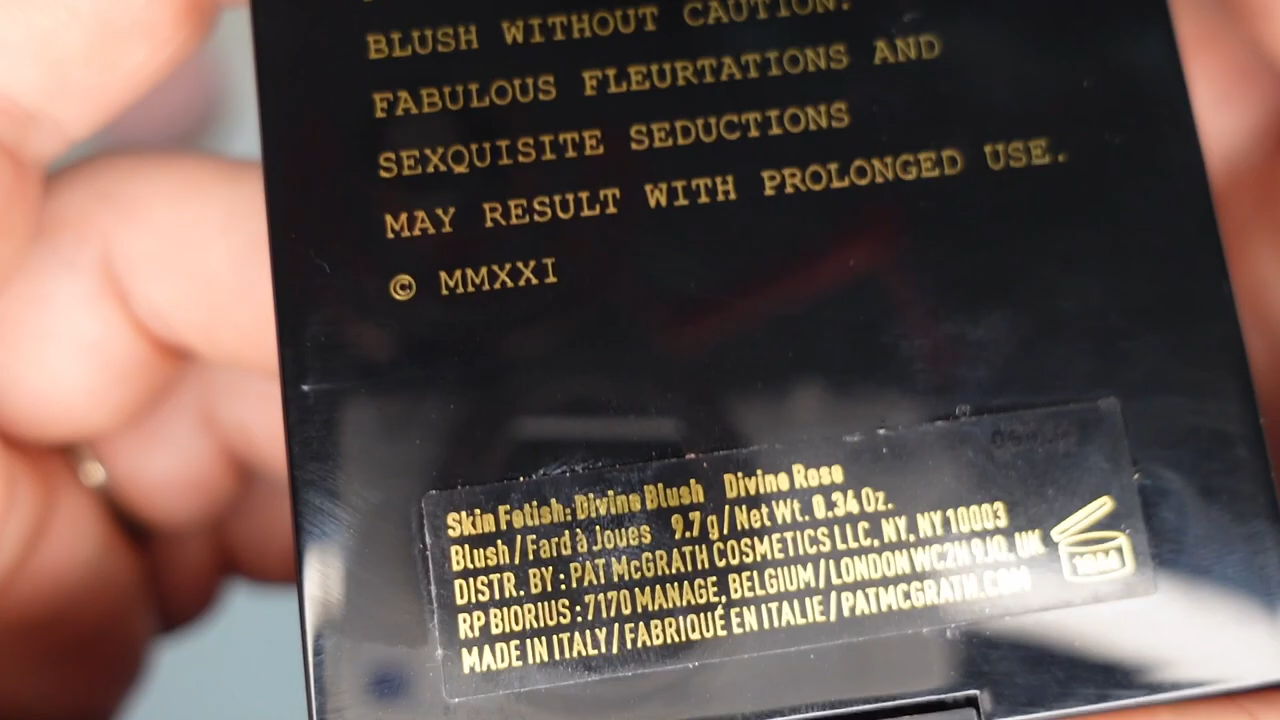 BLUSH WITHOUT CAUTION.
FABULOUS FLEURTATIONS AND
SEXQUISITE SEDUCTIONS
MAY RESULT WITH PROLONGED USE.
© MMXXI
Skin Fetish: Divine Blush Divine Rose
Blush / Fard à Joues 9.7 g / Net Wt. 0.34 Oz.
DISTR. BY : PAT McGRATH COSMETICS LLC, NY, NY 10003
RP BIORIUS : 7170 MANAGE, BELGIUM / LONDON WC2H 9JQ, UK
MADE IN ITALY / FABRIQUÉ EN ITALIE / PATMCGRATH.COM
18M